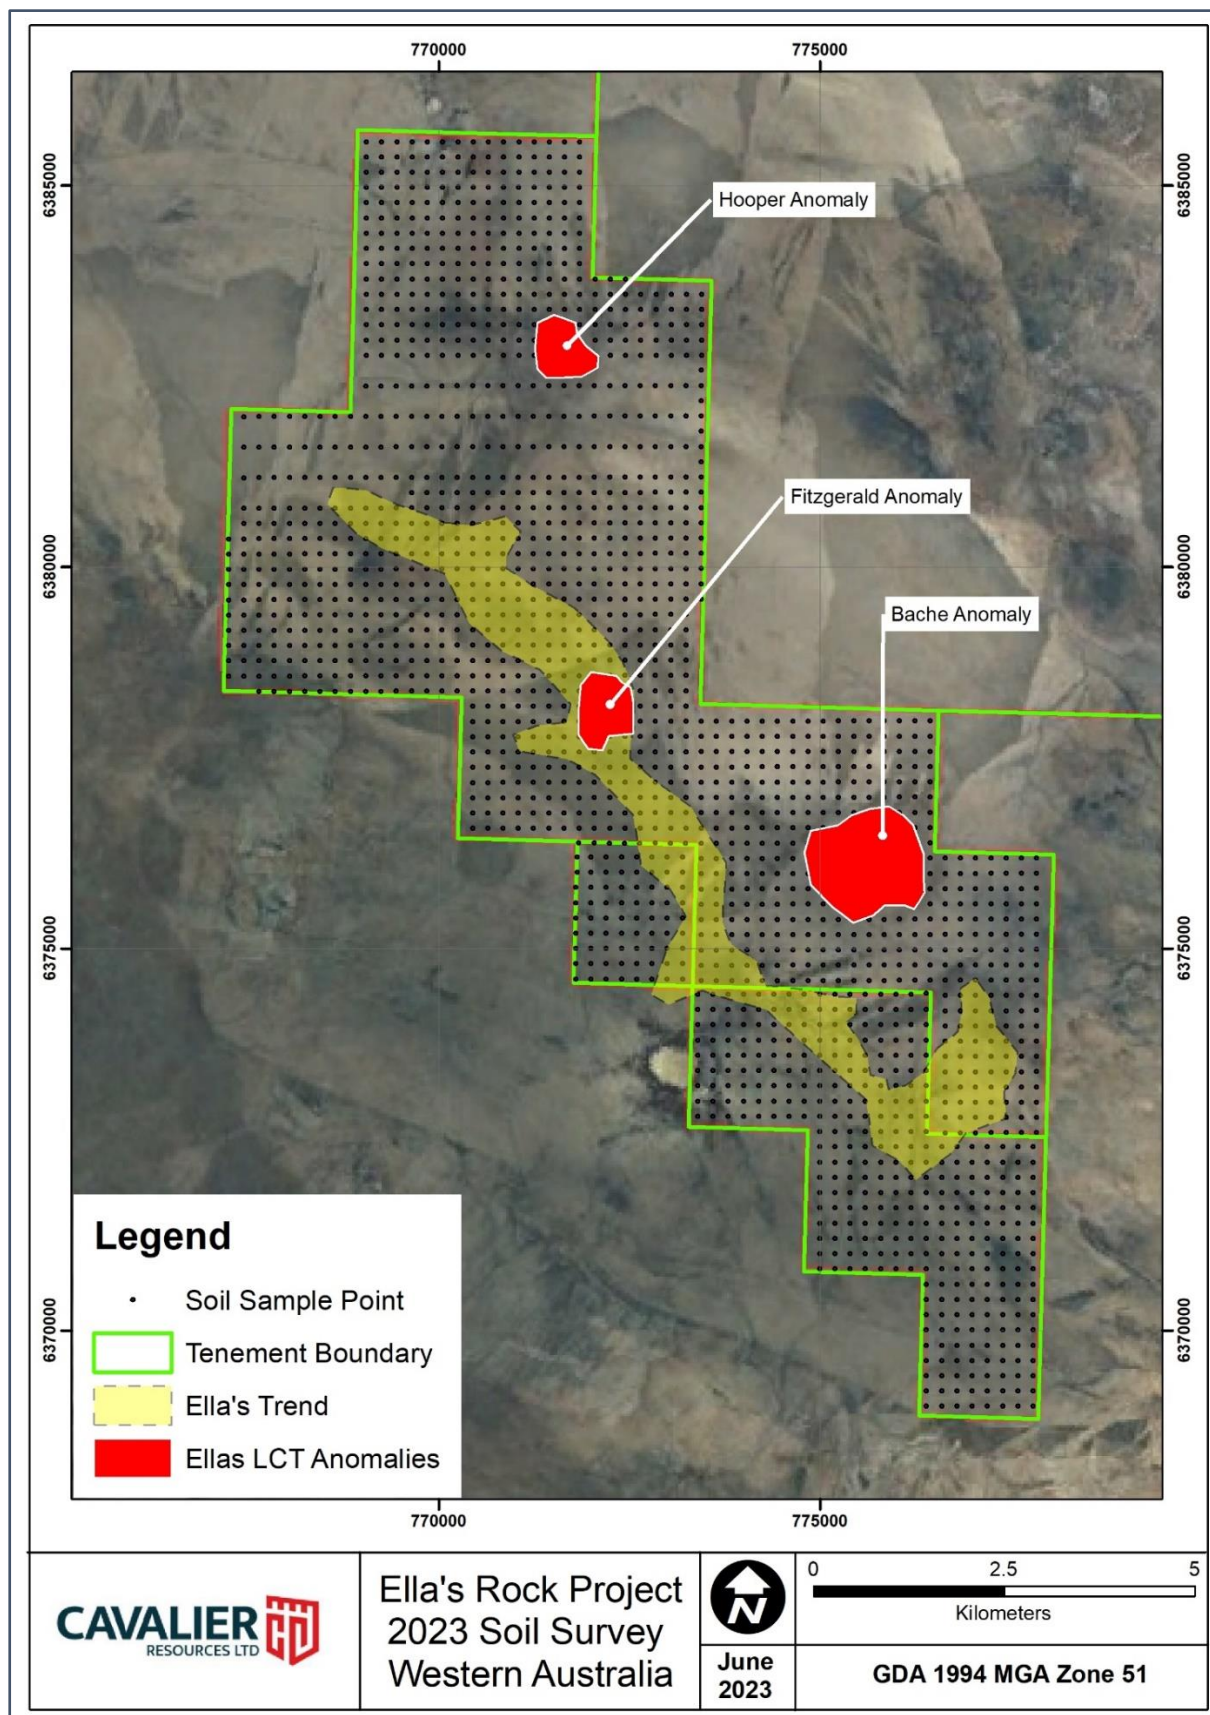 770000
775000
6385000
6385000
Hooper Anomaly
Fitzgerald Anomaly
6380000
6380000
Bache Anomaly
6375000
6375000
Legend
Soil Sample Point
Tenement Boundary
Ella's Trend
Ellas LCT Anomalies
6370000
6370000
770000
775000
CAVALIER
RESOURCES LTD
Ella's Rock Project
2023 Soil Survey
Western Australia
N
June
2023
0
2.5
5
Kilometers
GDA 1994 MGA Zone 51